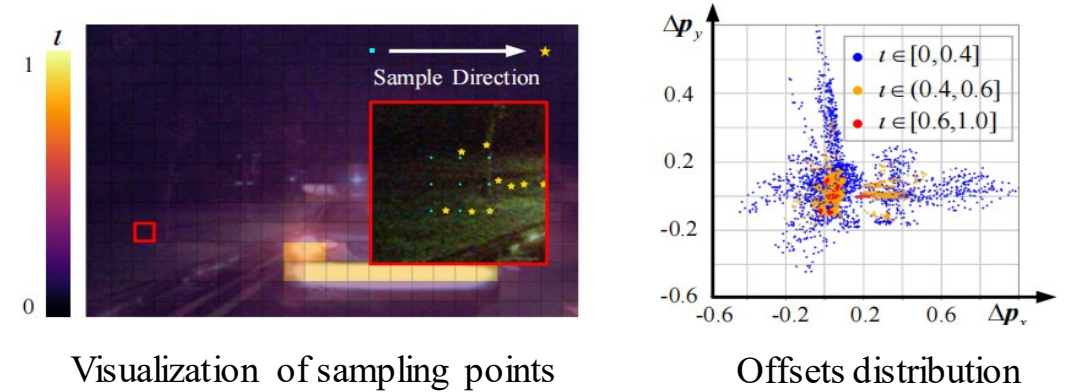 ι
1
0
Sample Direction
Visualization of sampling points
Δp_y
0.4
0.2
-0.2
-0.6
-0.6 -0.2 0.2 0.6 Δp_x
ι∈[0,0.4]
ι∈(0.4,0.6]
ι∈[0.6,1.0]
Offsets distribution